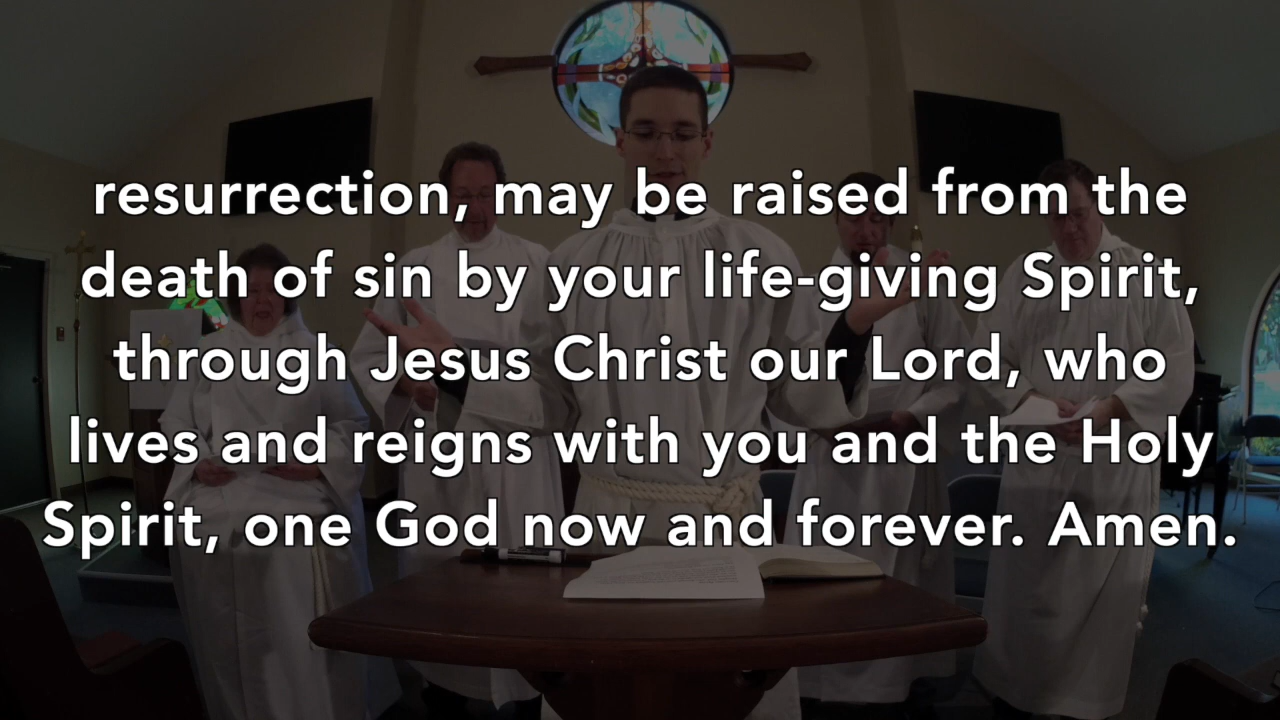 resurrection, may be raised from the
death of sin by your life-giving Spirit,
through Jesus Christ our Lord, who
lives and reigns with you and the Holy
Spirit, one God now and forever. Amen.